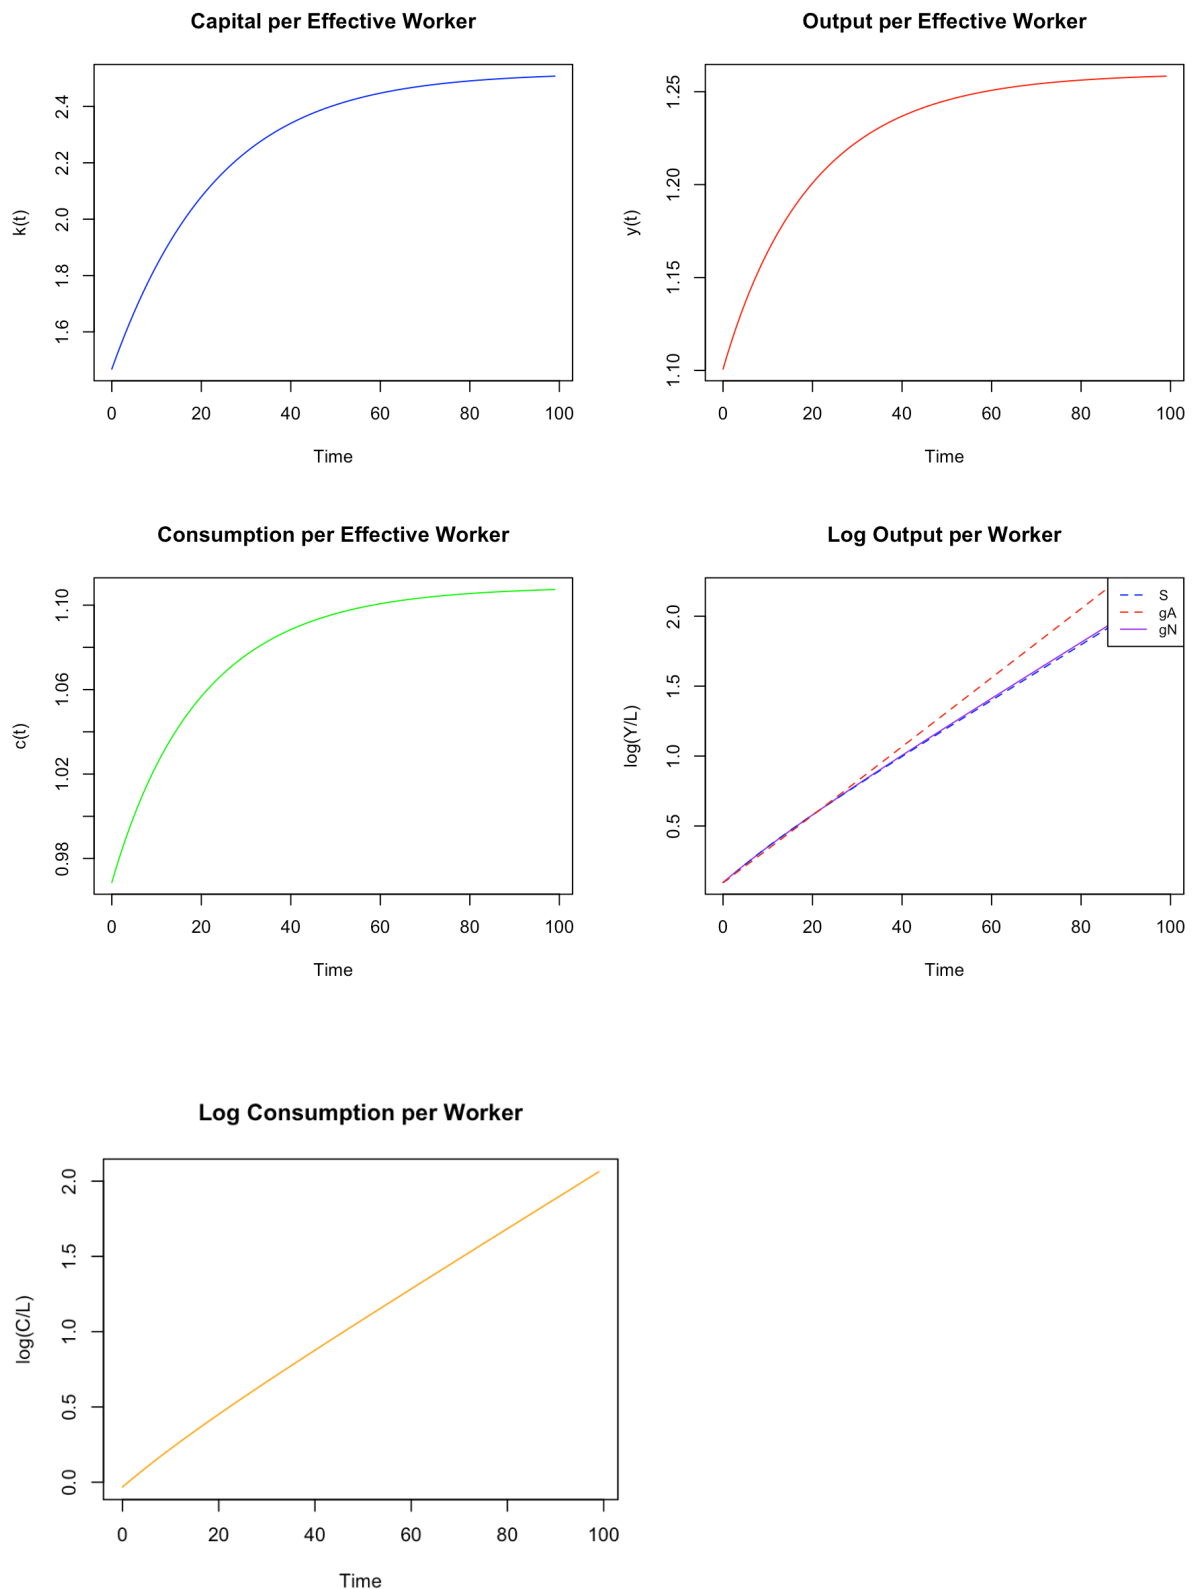 Capital per Effective Worker
k(t)
2.4
2.2
2.0
1.8
1.6
0 20 40 60 80 100
Time
Output per Effective Worker
y(t)
1.25
1.20
1.15
1.10
0 20 40 60 80 100
Time
Consumption per Effective Worker
c(t)
1.10
1.06
1.02
0.98
0 20 40 60 80 100
Time
Log Output per Worker
log(Y/L)
2.0
1.5
1.0
0.5
S
gA
gN
0 20 40 60 80 100
Time
Log Consumption per Worker
log(C/L)
2.0
1.5
1.0
0.5
0.0
0 20 40 60 80 100
Time